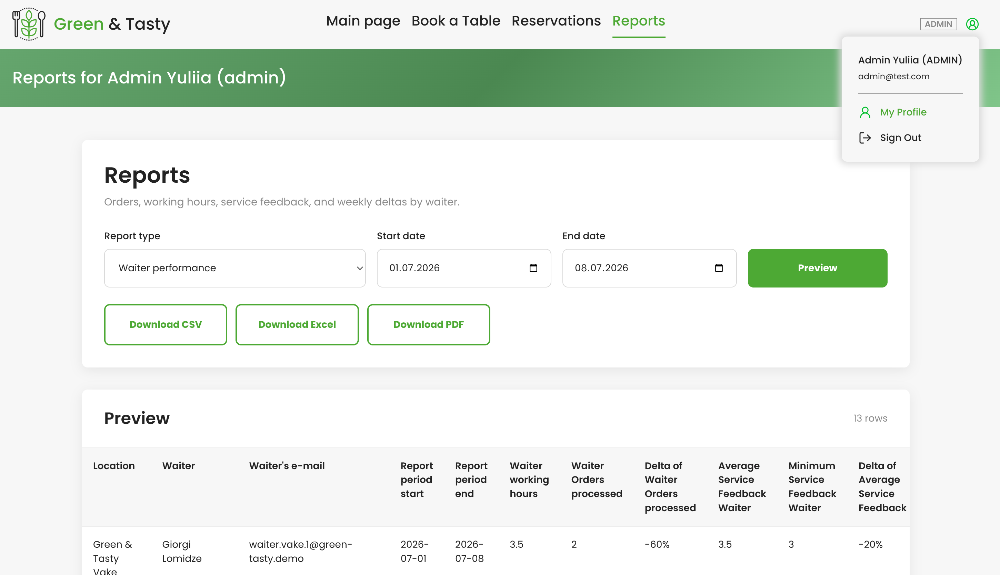 Green & Tasty
Main page Book a Table Reservations Reports
ADMIN
Admin Yuliia (ADMIN)
admin@test.com
My Profile
Sign Out
Reports for Admin Yuliia (admin)
Reports
Orders, working hours, service feedback, and weekly deltas by waiter.
Report type
Start date
End date
Waiter performance
01.07.2026
08.07.2026
Preview
Download CSV
Download Excel
Download PDF
Preview
13 rows
Location
Waiter
Waiter's e-mail
Report
period
start
Report
period
end
Waiter
working
hours
Waiter
Orders
processed
Delta of
Waiter
Orders
processed
Average
Service
Feedback
Waiter
Minimum
Service
Feedback
Waiter
Delta of
Average
Service
Feedback
Green &
Tasty
Vake
Giorgi
Lomidze
waiter.vake.1@green-
tasty.demo
2026-
07-01
2026-
07-08
3.5
2
-60%
3.5
3
-20%